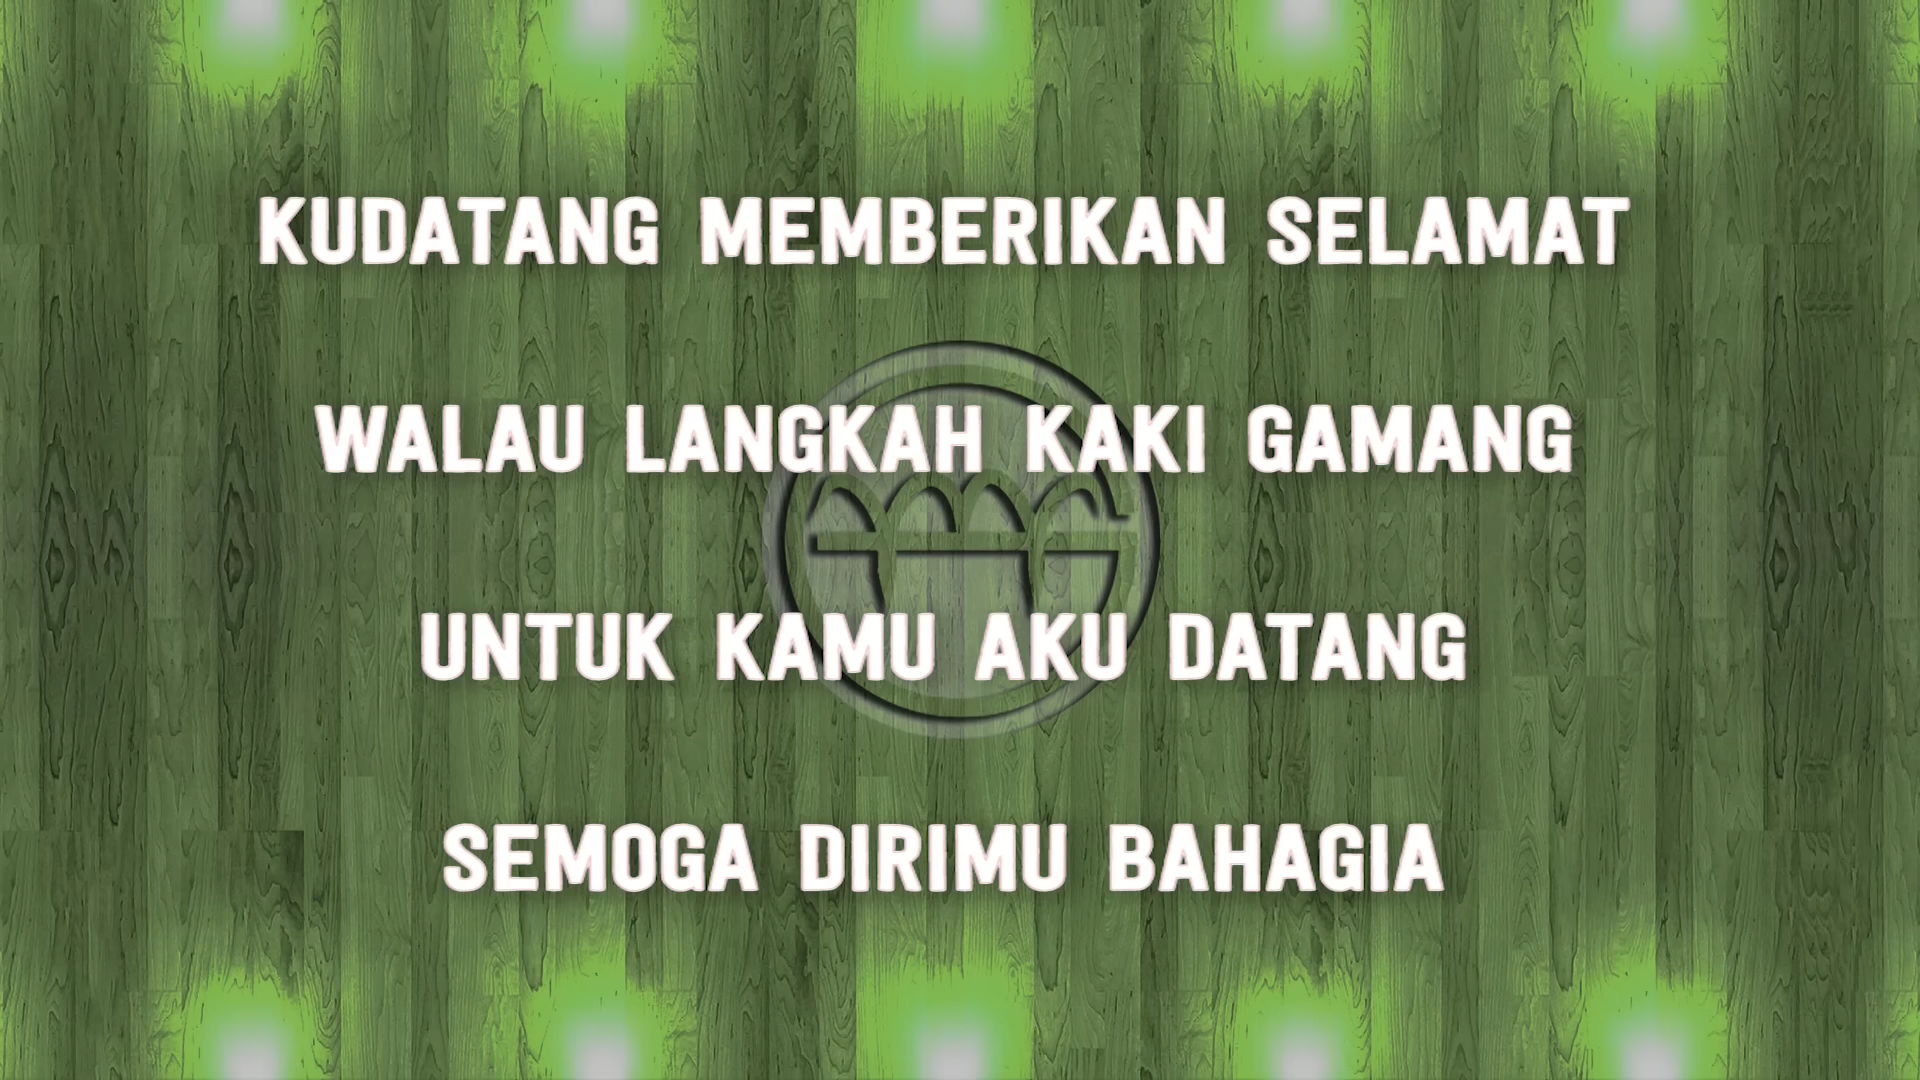 KUDATANG MEMBERIKAN SELAMAT
WALAU LANGKAH KAKI GAMANG
UNTUK KAMU AKU DATANG
SEMOGA DIRIMU BAHAGIA